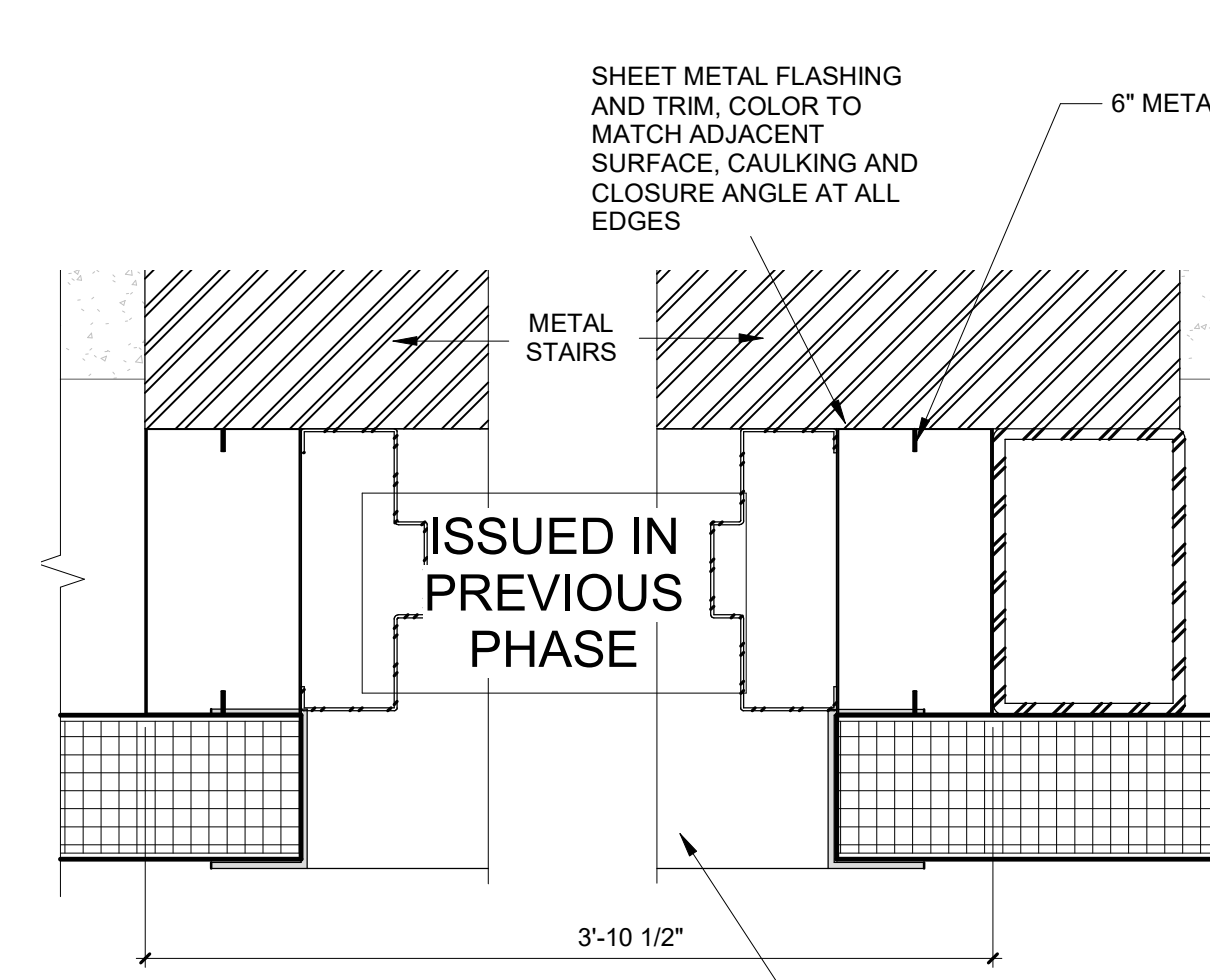 SHEET METAL FLASHING
AND TRIM, COLOR TO
MATCH ADJACENT
SURFACE, CAULKING AND
CLOSURE ANGLE AT ALL
EDGES
6" META
METAL
STAIRS
ISSUED IN
PREVIOUS
PHASE
3'-10 1/2"